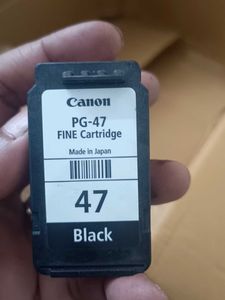 Canon
PG-47
FINE Cartridge
Made in Japan
47
Black